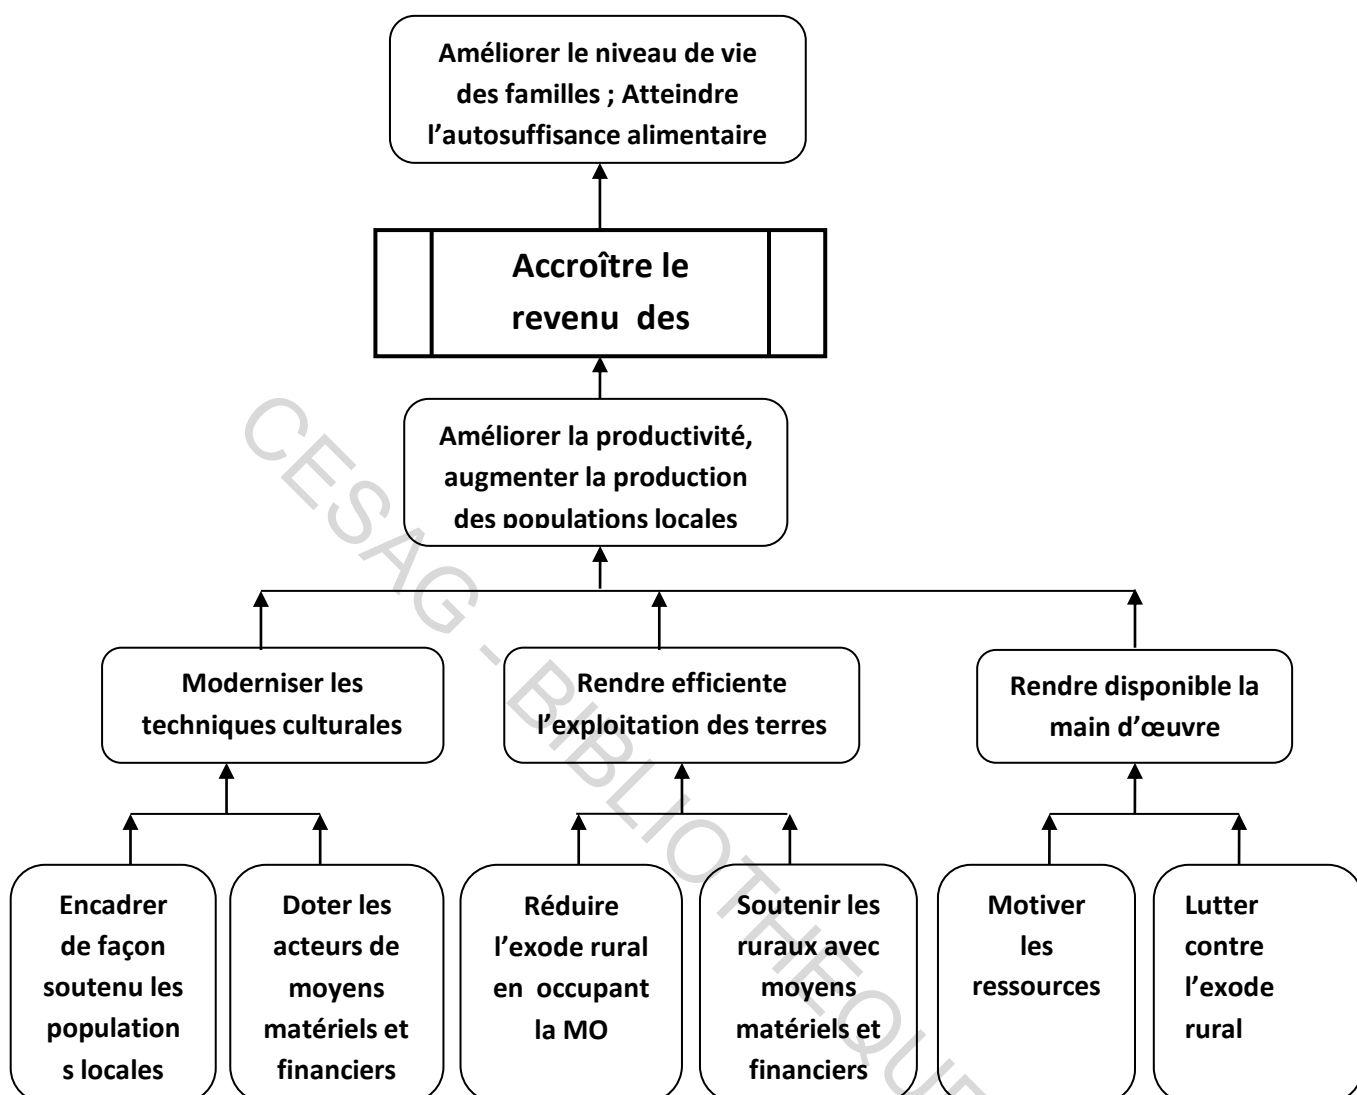 Améliorer le niveau de vie
des familles ; Atteindre
l’autosuffisance alimentaire
Accroître le
revenu des
Améliorer la productivité,
augmenter la production
des populations locales
Moderniser les
techniques culturales
Rendre efficiente
l’exploitation des terres
Rendre disponible la
main d’œuvre
Encadrer
de façon
soutenu les
population
s locales
Doter les
acteurs de
moyens
matériels et
financiers
Réduire
l’exode rural
en occupant
la MO
Soutenir les
ruraux avec
moyens
matériels et
financiers
Motiver
les
ressources
Lutter
contre
l’exode
rural
CESAG - BIBLIOTHEQUE